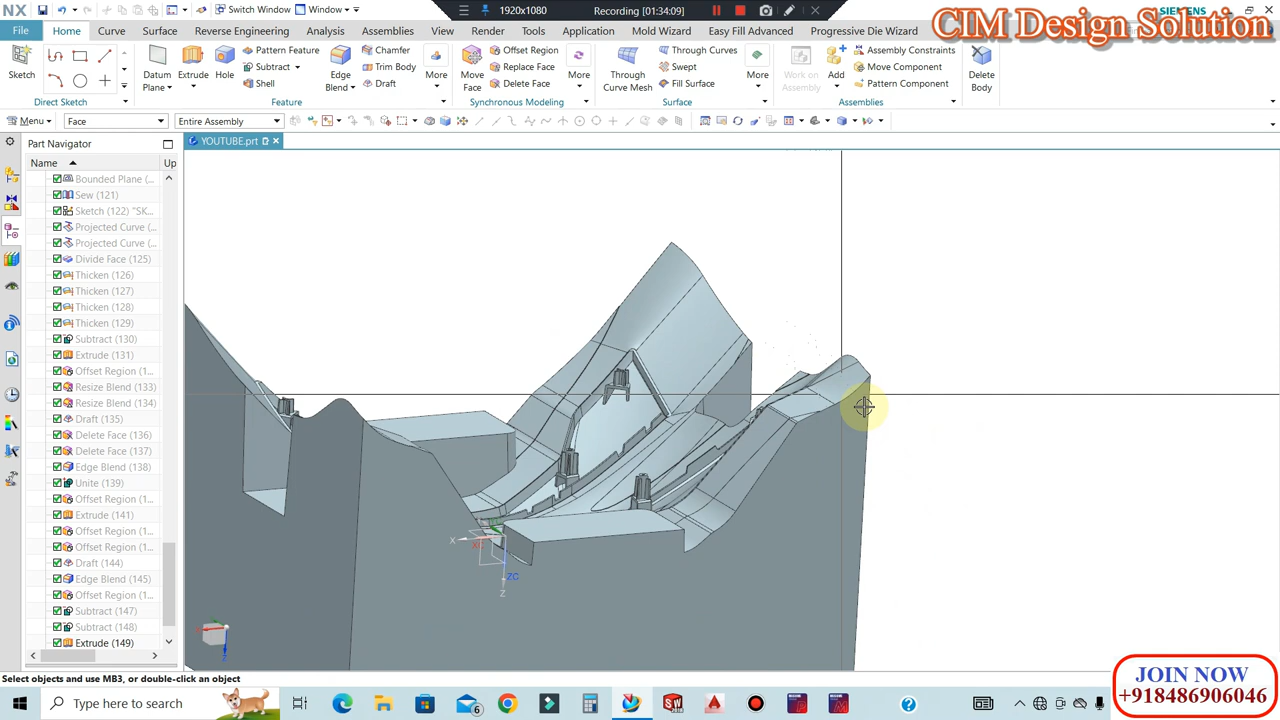 NX
Switch Window
Window
1920x1080
Recording [01:34:09]
SIEMENS
CIM Design Solution
File
Home
Curve
Surface
Reverse Engineering
Analysis
Assemblies
View
Render
Tools
Application
Mold Wizard
Easy Fill Advanced
Progressive Die Wizard
Sketch
Datum Plane
Extrude
Hole
Pattern Feature
Subtract
Shell
Edge Blend
Chamfer
Trim Body
Draft
More
Move Face
Offset Region
Replace Face
Delete Face
More
Through Curve Mesh
Through Curves
Swept
Fill Surface
More
Work on Assembly
Add
Assembly Constraints
Move Component
Pattern Component
Delete Body
Direct Sketch
Feature
Synchronous Modeling
Surface
Assemblies
Menu
Face
Entire Assembly
Part Navigator
YOUTUBE.prt
Name
Up
Bounded Plane (...
Sew (121)
Sketch (122) "SK...
Projected Curve (...
Projected Curve (...
Divide Face (125)
Thicken (126)
Thicken (127)
Thicken (128)
Thicken (129)
Subtract (130)
Extrude (131)
Offset Region (1...
Resize Blend (133)
Resize Blend (134)
Draft (135)
Delete Face (136)
Delete Face (137)
Edge Blend (138)
Unite (139)
Offset Region (1...
Extrude (141)
Offset Region (1...
Offset Region (1...
Draft (144)
Edge Blend (145)
Offset Region (1...
Subtract (147)
Subtract (148)
Extrude (149)
X
ZC
Z
Select objects and use MB3, or double-click an object
JOIN NOW
+918486906046
Type here to search
6